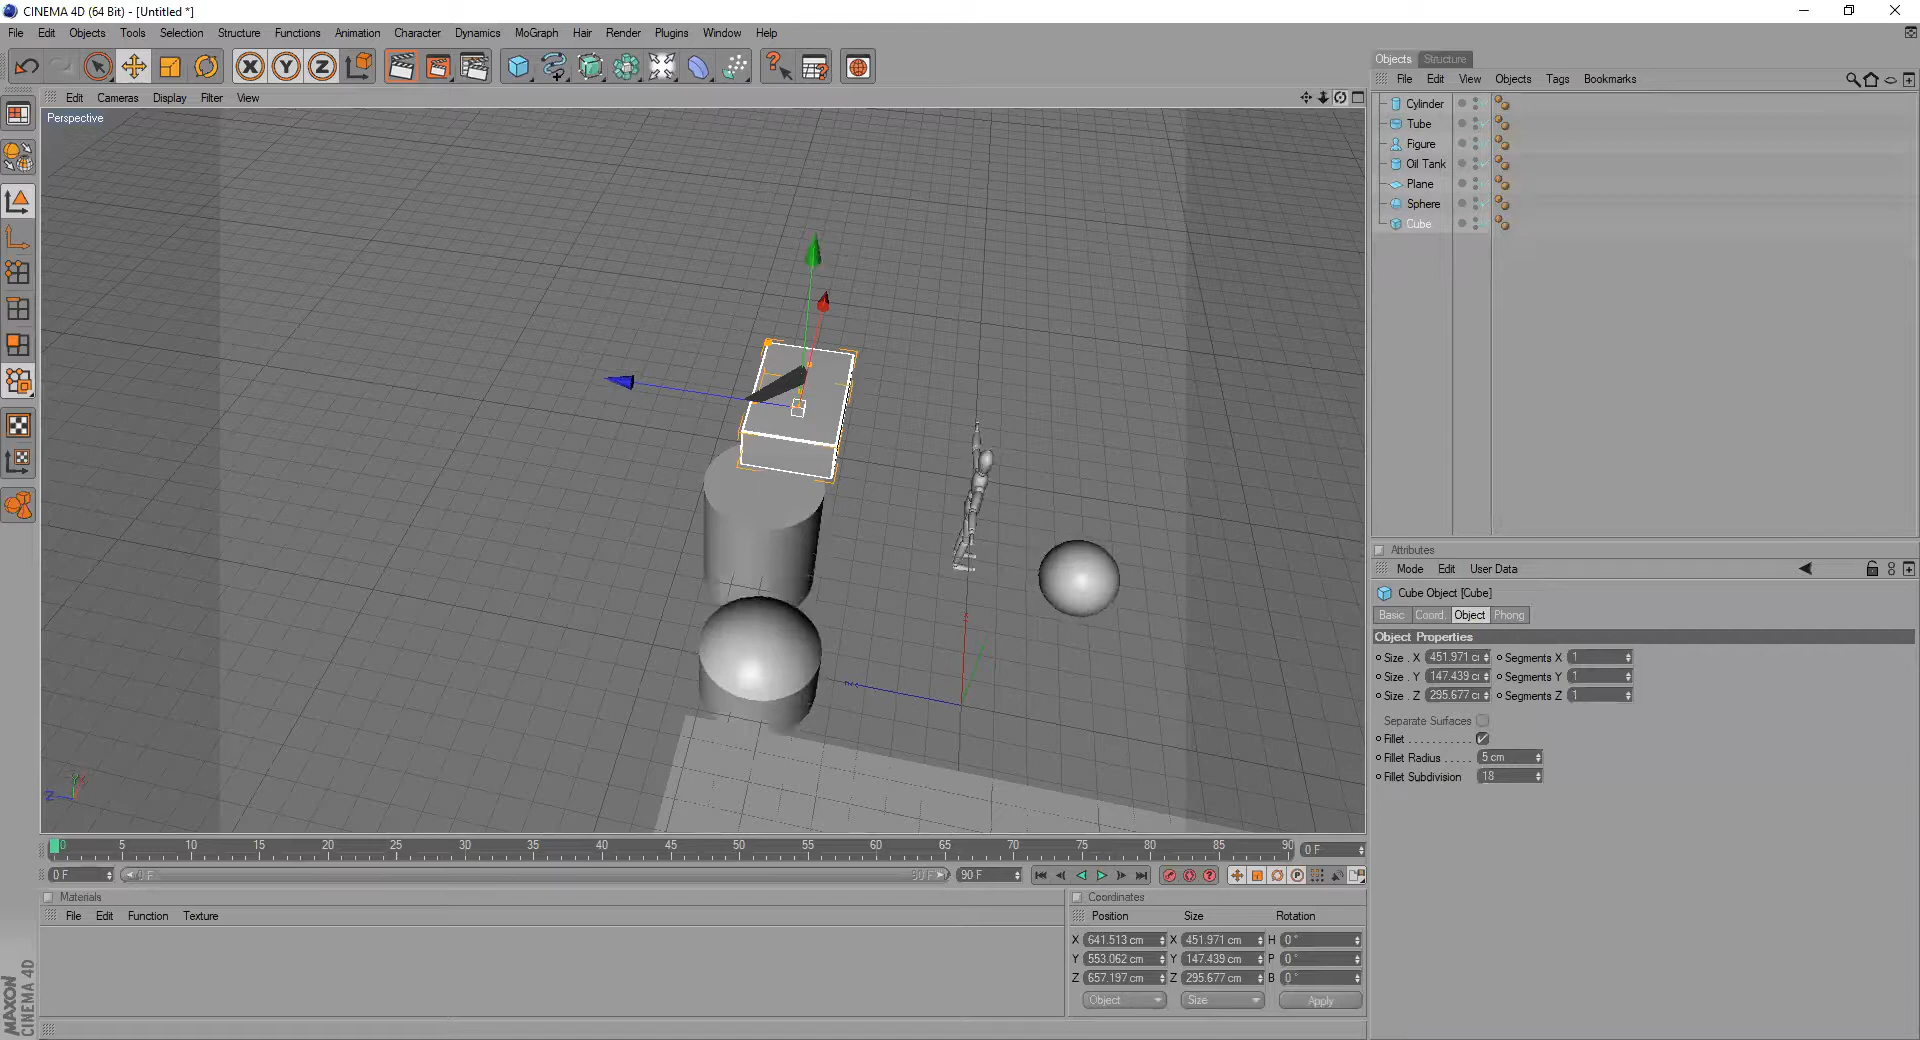 CINEMA 4D (64 Bit) - [Untitled *]
File Edit Objects Tools Selection Structure Functions Animation Character Dynamics MoGraph Hair Render Plugins Window Help
Edit Cameras Display Filter View
Perspective
Objects Structure
File Edit View Objects Tags Bookmarks
Cylinder
Tube
Figure
Oil Tank
Plane
Sphere
Cube
Attributes
Mode Edit User Data
Cube Object [Cube]
Basic Coord. Object Phong
Object Properties
Size . X 451.971 c Segments X 1
Size . Y 147.439 c Segments Y 1
Size . Z 295.677 c Segments Z 1
Separate Surfaces
Fillet . . . . . . . . . . .
Fillet Radius . . . . . 5 cm
Fillet Subdivision 18
0 5 10 15 20 25 30 35 40 45 50 55 60 65 70 75 80 85 90 0 F
0 F 0 F 90 F 90 F
Materials
File Edit Function Texture
Coordinates
Position Size Rotation
X 641.513 cm X 451.971 cm H 0 °
Y 553.062 cm Y 147.439 cm P 0 °
Z 657.197 cm Z 295.677 cm B 0 °
Object Size Apply
MAXON
CINEMA 4D